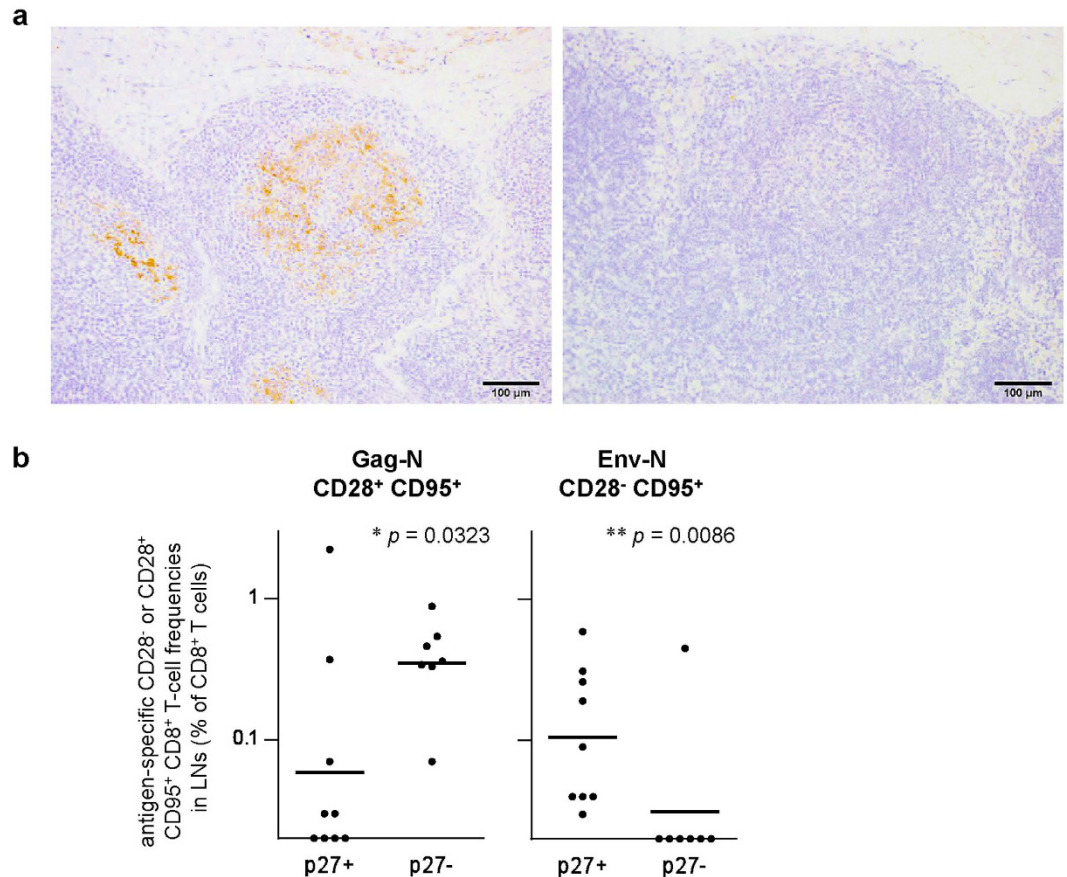 a
100 µm
100 µm
b
Gag-N
CD28⁺ CD95⁺
Env-N
CD28⁻ CD95⁺
* p = 0.0323
** p = 0.0086
antigen-specific CD28⁻ or CD28⁺
CD95⁺ CD8⁺ T-cell frequencies
in LNs (% of CD8⁺ T cells)
1
0.1
p27+
p27-
p27+
p27-